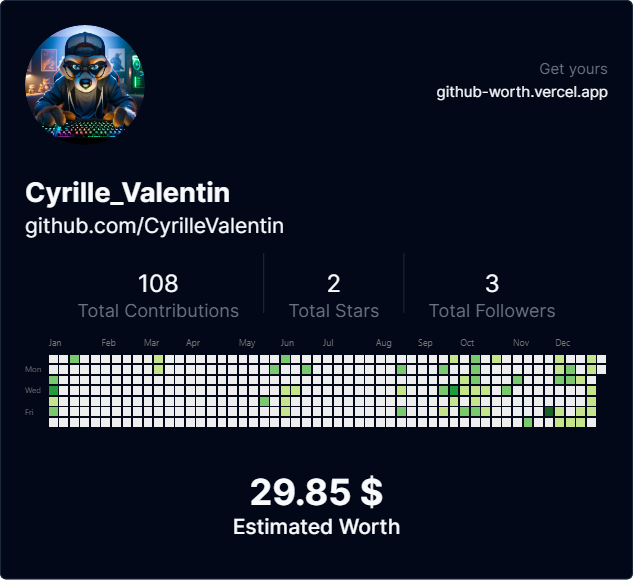 Get yours
github-worth.vercel.app
Cyrille_Valentin
github.com/CyrilleValentin
108 2 3
Total Contributions Total Stars Total Followers
Jan Feb Mar Apr May Jun Jul Aug Sep Oct Nov Dec
Mon
Wed
Fri
29.85 $
Estimated Worth